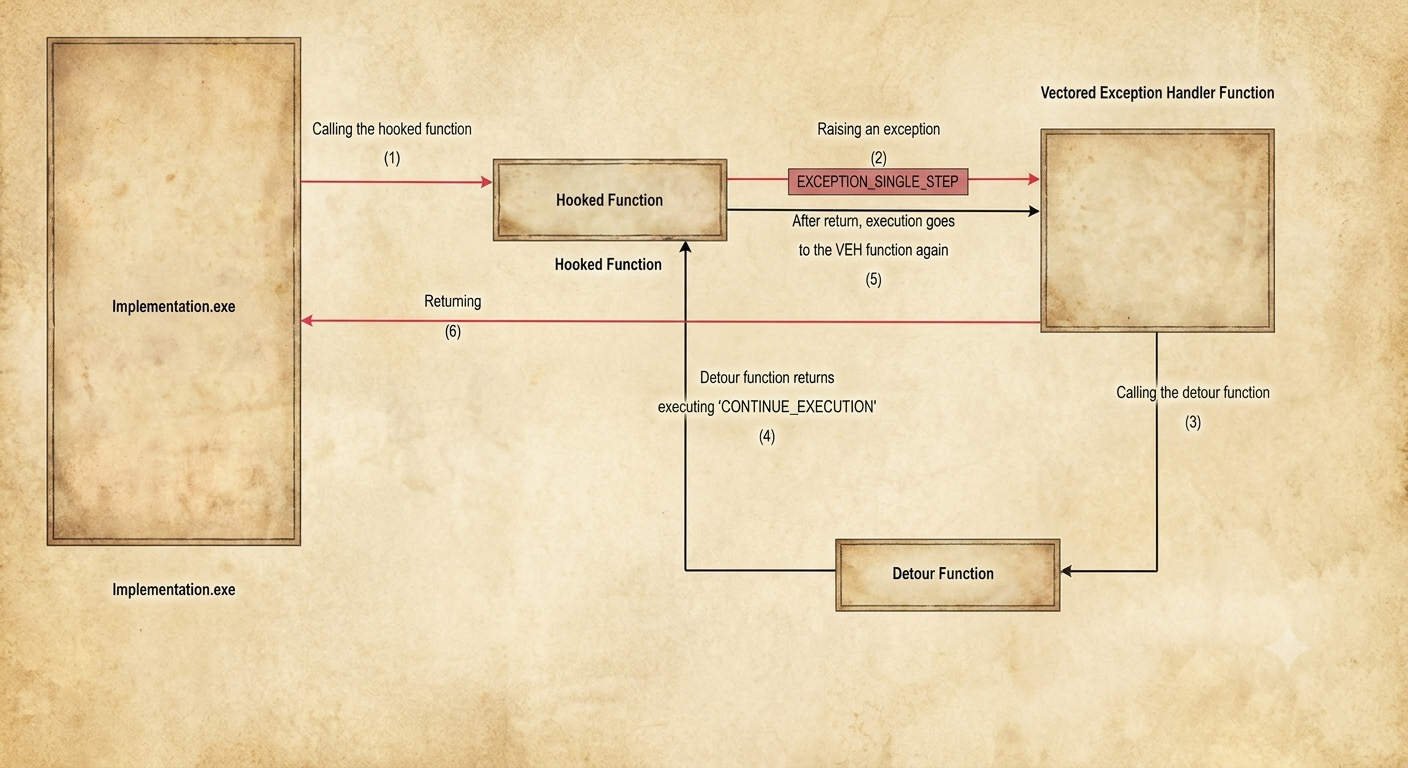 Vectored Exception Handler Function
Calling the hooked function
(1)
Raising an exception
(2)
EXCEPTION_SINGLE_STEP
Hooked Function
After return, execution goes
to the VEH function again
(5)
Hooked Function
Implementation.exe
Returning
(6)
Detour function returns
executing ‘CONTINUE_EXECUTION'
(4)
Calling the detour function
(3)
Detour Function
Implementation.exe